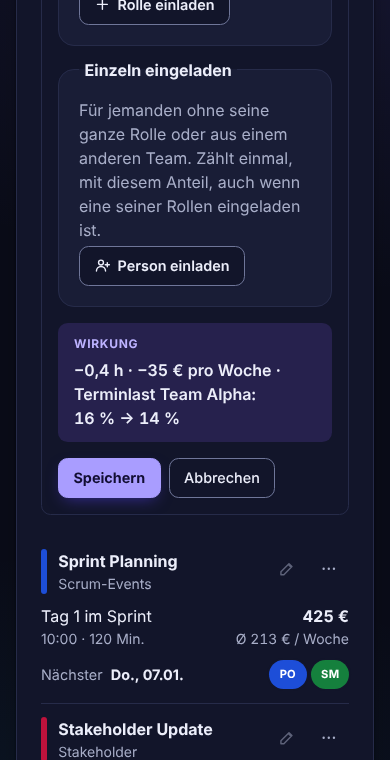 + Rolle einladen
Einzeln eingeladen
Für jemanden ohne seine
ganze Rolle oder aus einem
anderen Team. Zählt einmal,
mit diesem Anteil, auch wenn
eine seiner Rollen eingeladen
ist.
Person einladen
WIRKUNG
−0,4 h · −35 € pro Woche ·
Terminlast Team Alpha:
16 % → 14 %
Speichern Abbrechen
Sprint Planning
Scrum-Events
Tag 1 im Sprint 425 €
10:00 · 120 Min. Ø 213 € / Woche
Nächster Do., 07.01. PO SM
Stakeholder Update
Stakeholder